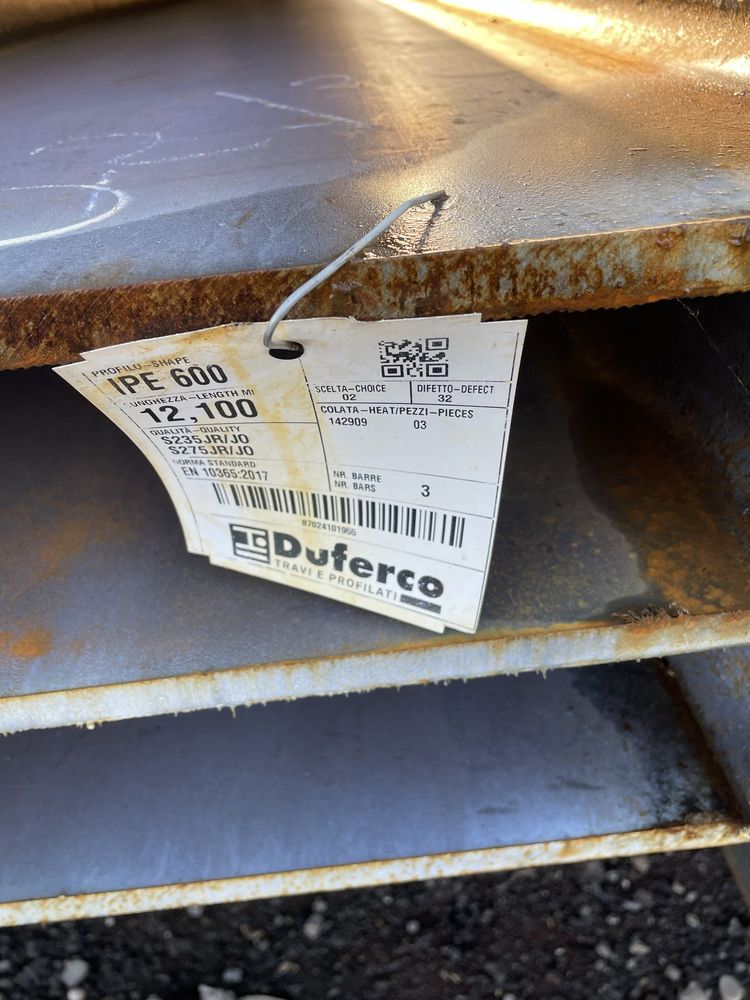 PROFILO-SHAPE
IPE 600
LUNGHEZZA-LENGTH M
12,100
QUALITA-QUALITY
S235JR/JO
S275JR/JO
NORMA STANDARD
EN 10365:2017
SCELTA-CHOICE
02
DIFETTO-DEFECT
32
COLATA-HEAT/PEZZI-PIECES
142909 03
NR. BARRE
NR. BARS 3
87024101955
Duferco
TRAVI E PROFILATI